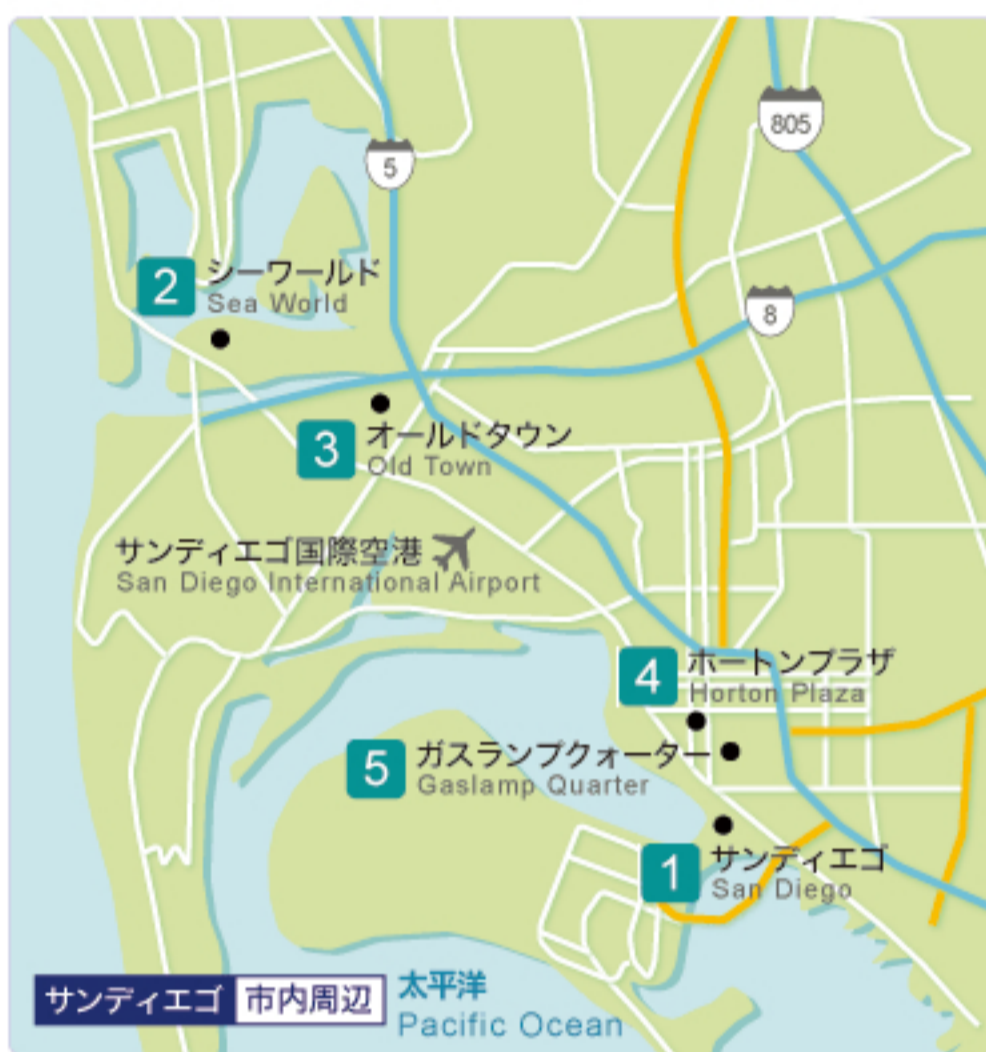 805
5
2
シーワールド
Sea World
8
3
オールドタウン
Old Town
サンディエゴ国際空港
San Diego International Airport
4
ホートンプラザ
Horton Plaza
5
ガスランプクォーター
Gaslamp Quarter
1
サンディエゴ
San Diego
サンディエゴ 市内周辺
太平洋
Pacific Ocean